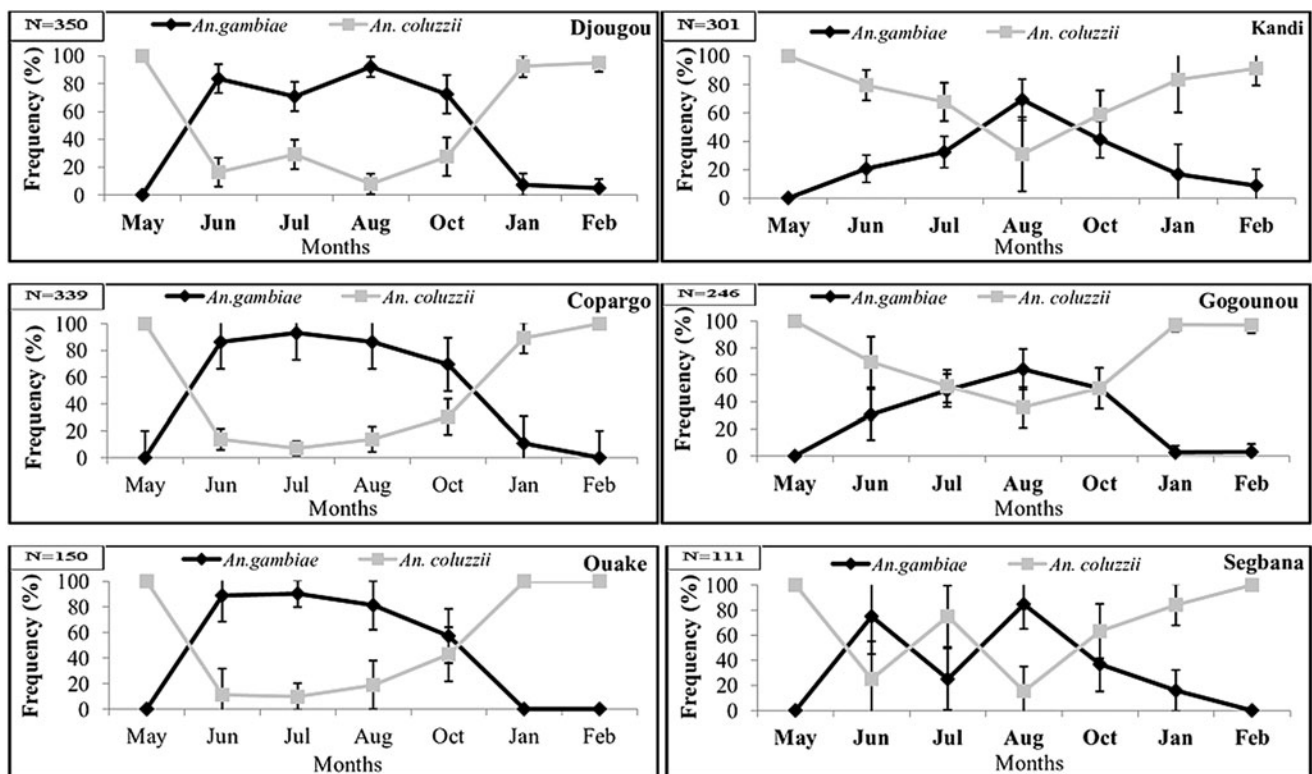 N=350
An.gambiae An. coluzzii
Djougou
Frequency (%)
100
80
60
40
20
0
May Jun Jul Aug Oct Jan Feb
Months
N=301
An.gambiae An. coluzzii
Kandi
Frequency (%)
100
80
60
40
20
0
May Jun Jul Aug Oct Jan Feb
Months
N=339
An.gambiae An. coluzzii
Copargo
Frequency (%)
100
80
60
40
20
0
May Jun Jul Aug Oct Jan Feb
Months
N=246
An.gambiae An. coluzzii
Gogounou
Frequency (%)
100
80
60
40
20
0
May Jun Jul Aug Oct Jan Feb
Months
N=150
An.gambiae An. coluzzii
Ouake
Frequency (%)
100
80
60
40
20
0
May Jun Jul Aug Oct Jan Feb
Months
N=111
An.gambiae An. coluzzii
Segbana
Frequency (%)
100
80
60
40
20
0
May Jun Jul Aug Oct Jan Feb
Months